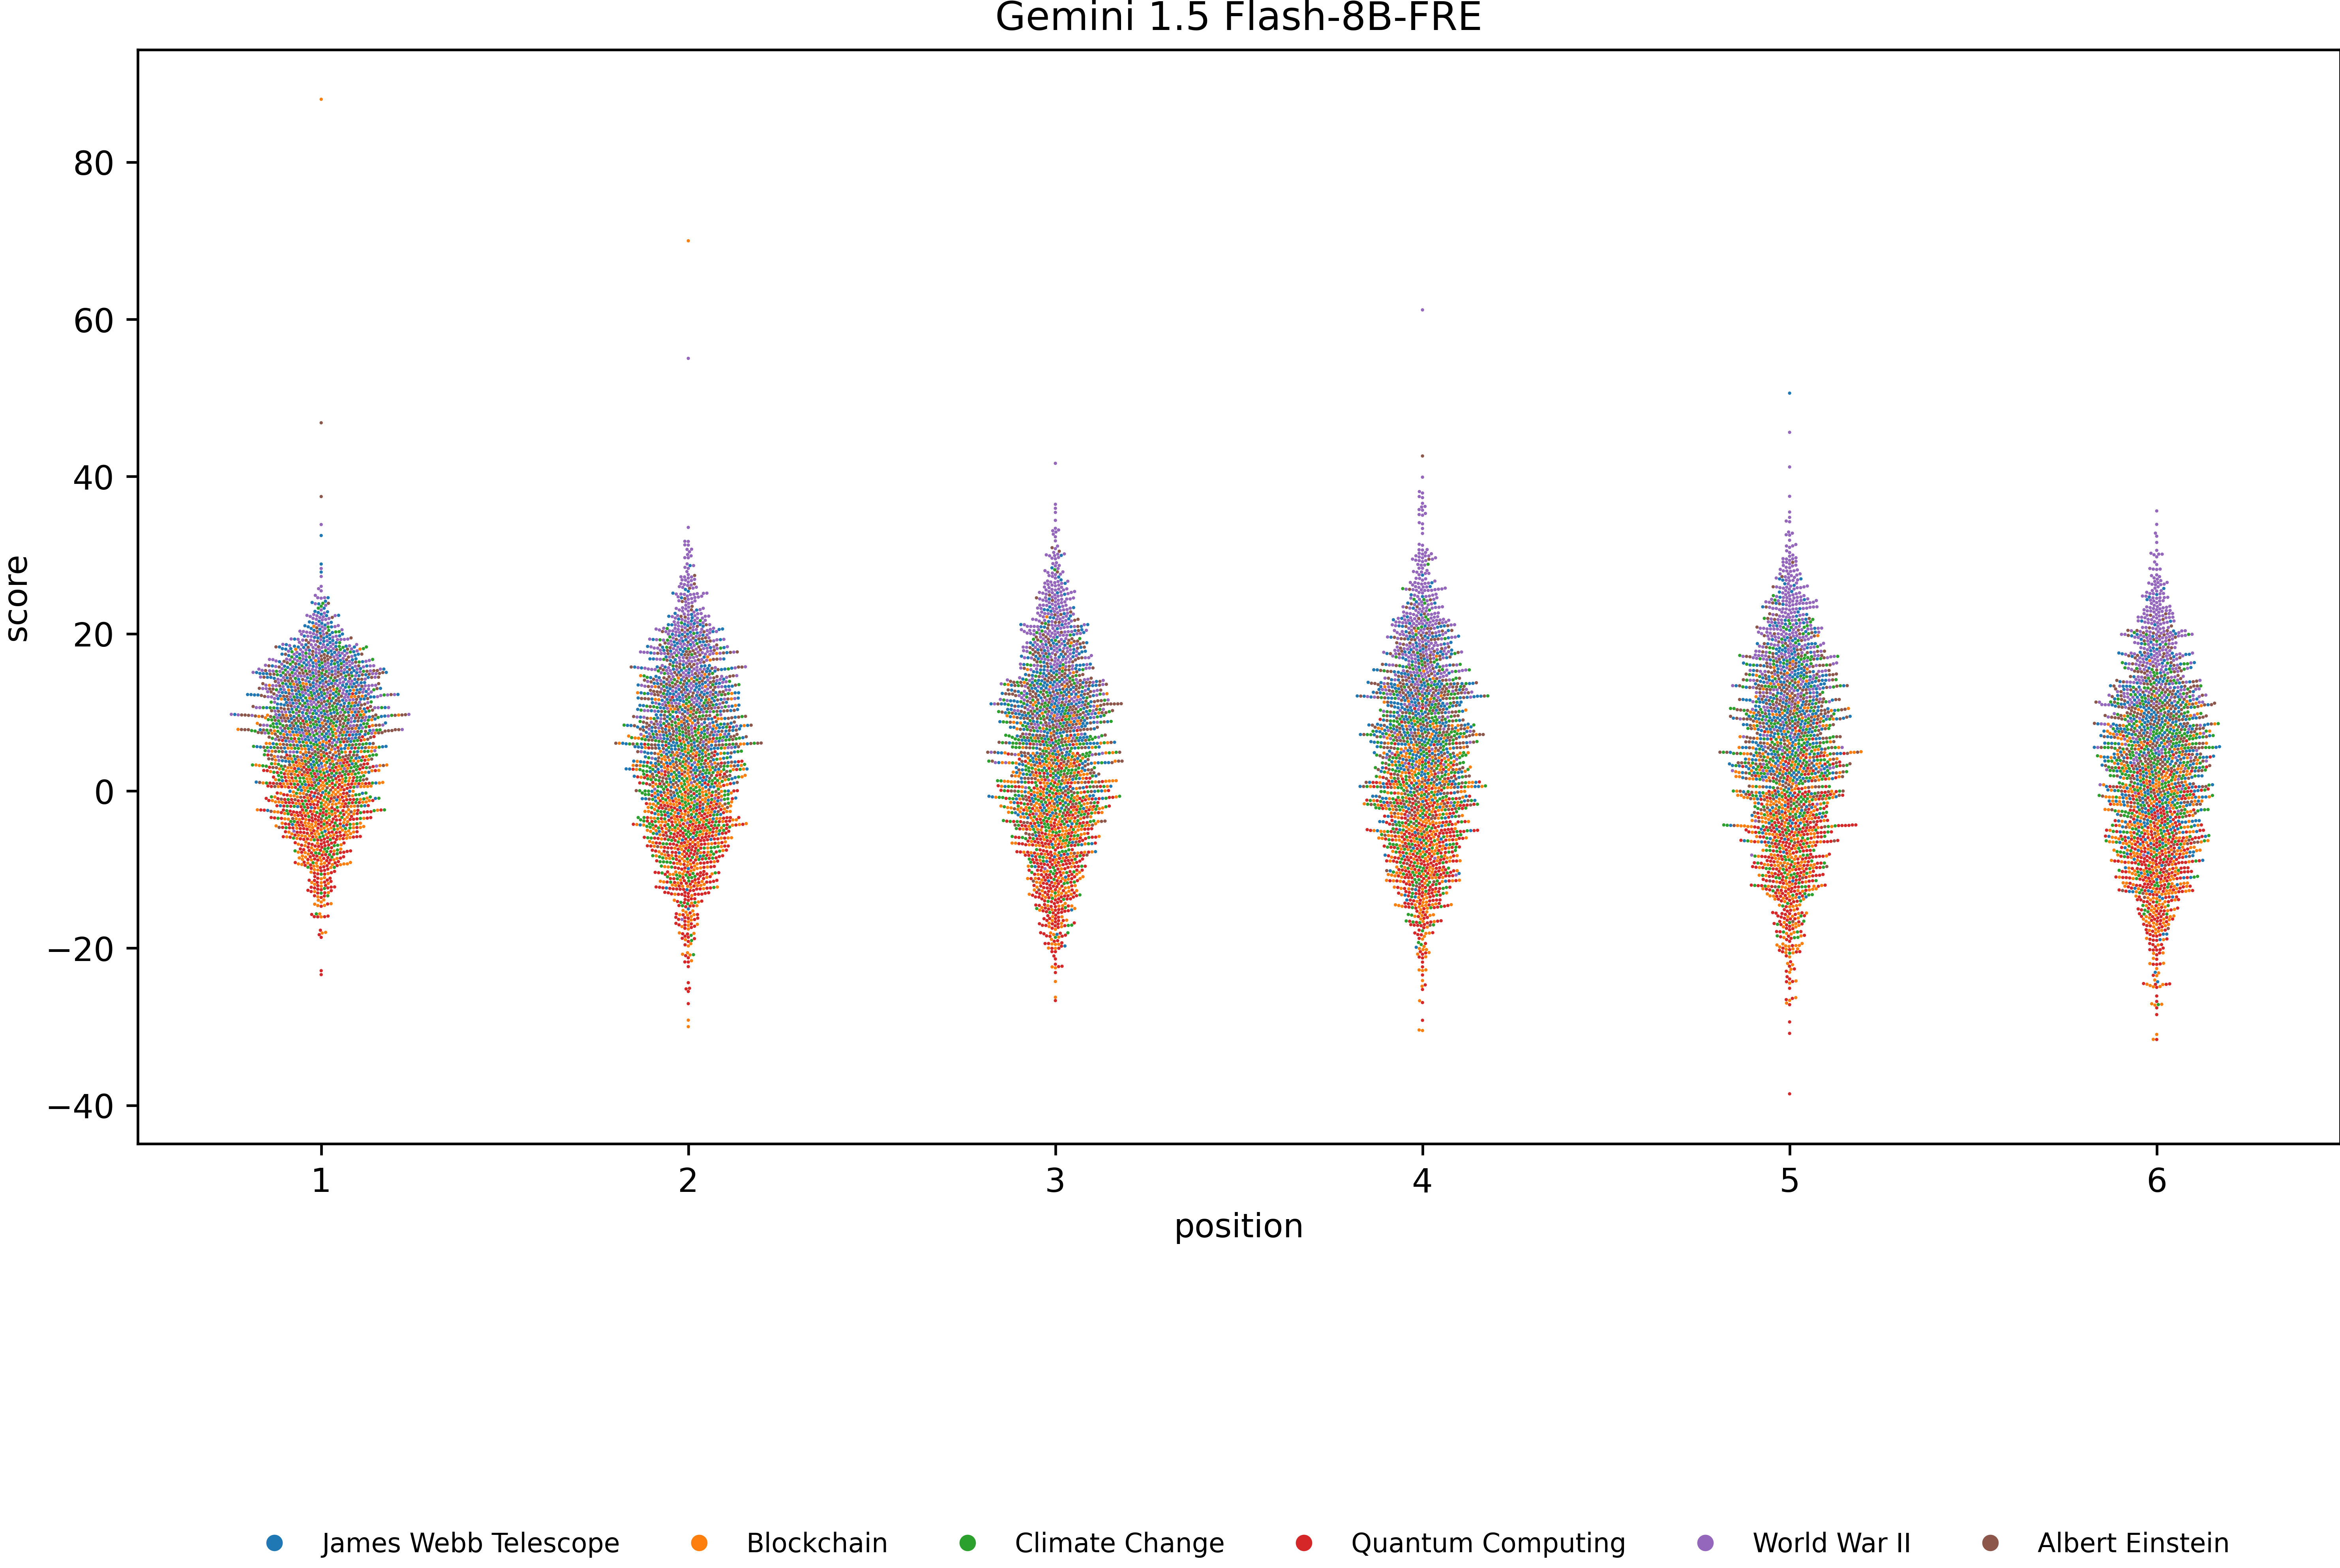 Gemini 1.5 Flash-8B-FRE
80
60
40
20
0
−20
−40
score
1 2 3 4 5 6
position
James Webb Telescope Blockchain Climate Change Quantum Computing World War II Albert Einstein